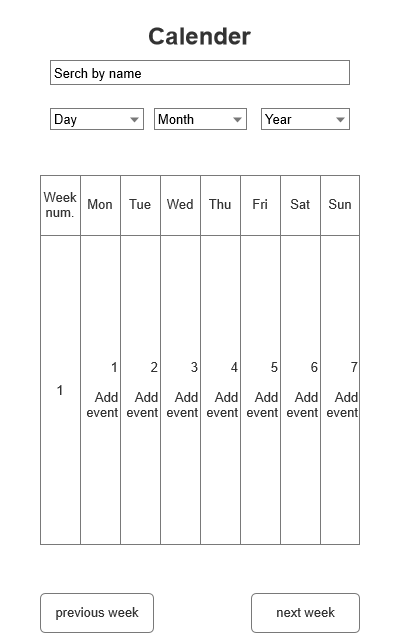 Calender
Serch by name
Day Month Year
Week num. Mon Tue Wed Thu Fri Sat Sun
1 2 3 4 5 6 7
1
Add event Add event Add event Add event Add event Add event Add event
previous week next week